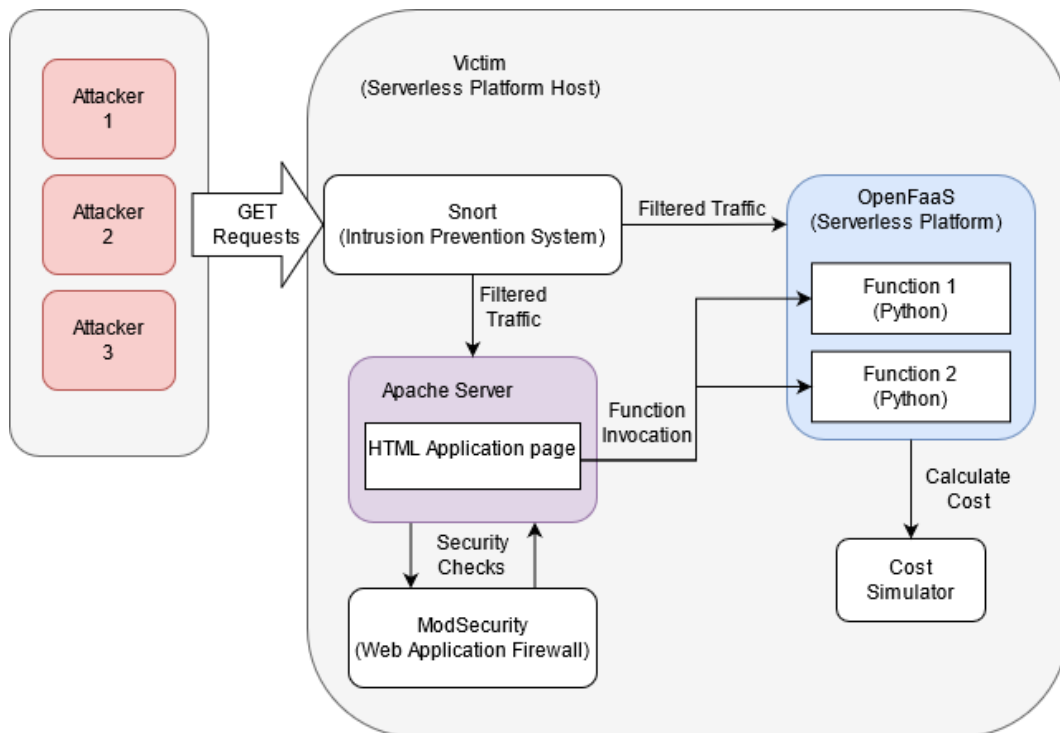 Attacker
1
Attacker
2
Attacker
3
GET
Requests
Victim
(Serverless Platform Host)
Snort
(Intrusion Prevention System)
Filtered Traffic
OpenFaaS
(Serverless Platform)
Function 1
(Python)
Function 2
(Python)
Filtered
Traffic
Apache Server
HTML Application page
Function
Invocation
Security
Checks
ModSecurity
(Web Application Firewall)
Calculate
Cost
Cost
Simulator